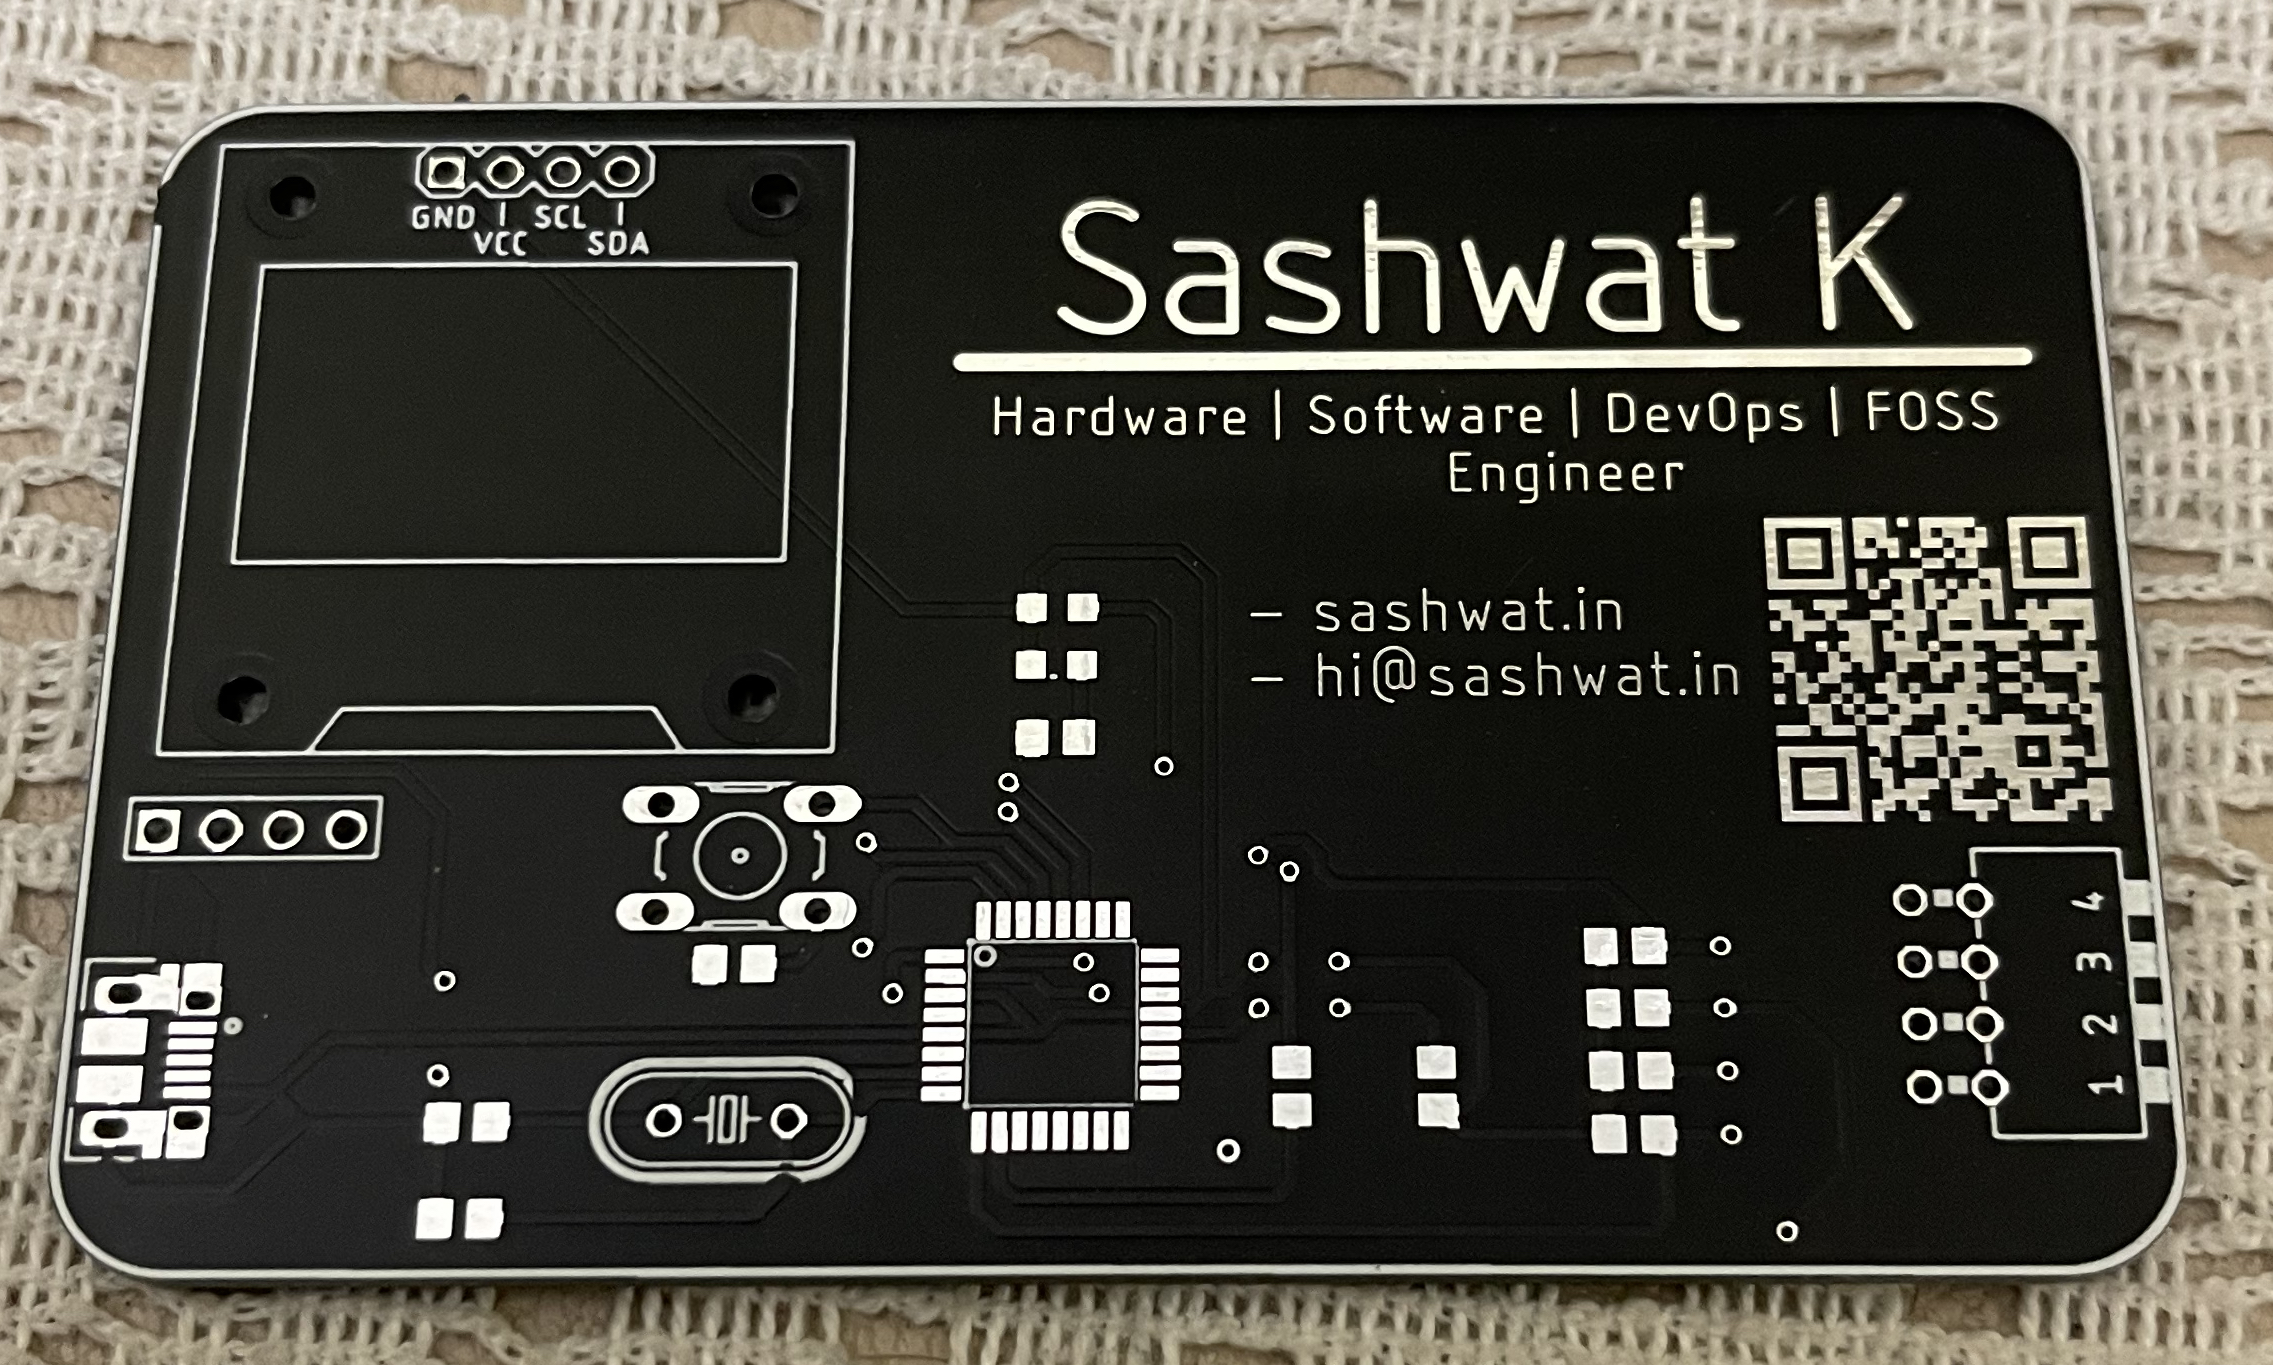 GND | SCL |
VCC SDA
Sashwat K
Hardware | Software | DevOps | FOSS
Engineer
– sashwat.in
– hi@sashwat.in
4
3
2
1